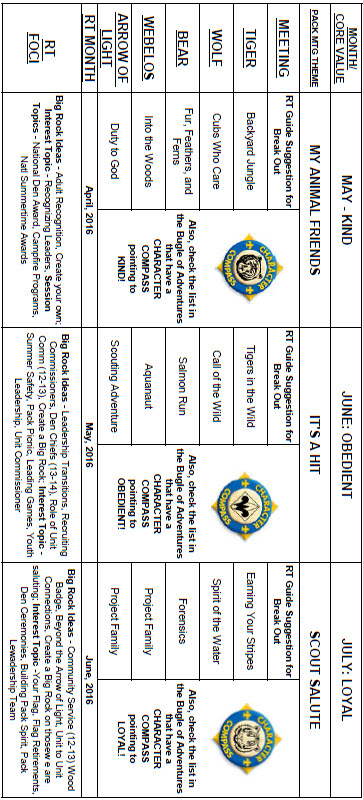 MONTH/
CORE VALUE
MAY - KIND
JUNE: OBEDIENT
JULY: LOYAL
PACK MTG THEME
MY ANIMAL FRIENDS
IT'S A HIT
SCOUT SALUTE
MEETING
RT Guide Suggestion for
Break Out
RT Guide Suggestion for
Break Out
RT Guide Suggestion for
Break Out
TIGER
Backyard Jungle
Tigers in the Wild
Earning Your Stripes
WOLF
Cubs Who Care
Call of the Wild
Spirit of the Water
BEAR
Fur, Feathers, and
Ferns
Salmon Run
Forensics
WEBELOS
Into the Woods
Aquanaut
Project Family
ARROW OF
LIGHT
Duty to God
Scouting Adventure
Project Family
CHARACTER
COMPASS
Also, check the list in
the Bugle of Adventures
that have a
CHARACTER
COMPASS
pointing to
KIND!
CHARACTER
COMPASS
Also, check the list in
the Bugle of Adventures
that have a
CHARACTER
COMPASS
pointing to
OBEDIENT!
CHARACTER
COMPASS
Also, check the list in
the Bugle of Adventures
that have a
CHARACTER
COMPASS
pointing to
LOYAL!
RT MONTH
April, 2016
May, 2016
June, 2016
RT
FOCI
Big Rock Ideas - Adult Recognition, Create your own;
Interest Topic - Recognizing Leaders, Session
Topics - National Den Award, Campfire Programs,
Natl Summertime Awards
Big Rock Ideas - Leadership Transitions, Recruiting
Commissioners, Den Chiefs (13-14), Role of Unit
Comm (12-13), Create a Big Rock; Interest Topic -
Summer Safety, Pack Picnic, Leading Games, Youth
Leadership, Unit Commissioner
Big Rock Ideas - Community Service (12-13) Wood
Badge, Beyond the Arrow of Light, Unit to Unit
Connections, Create a Big Rock on thosew e are
saluting; Interest Topic -Your Flag, Flag Retirements,
Den Ceremonies, Building Pack Spirit, Pack
Lewadership Team